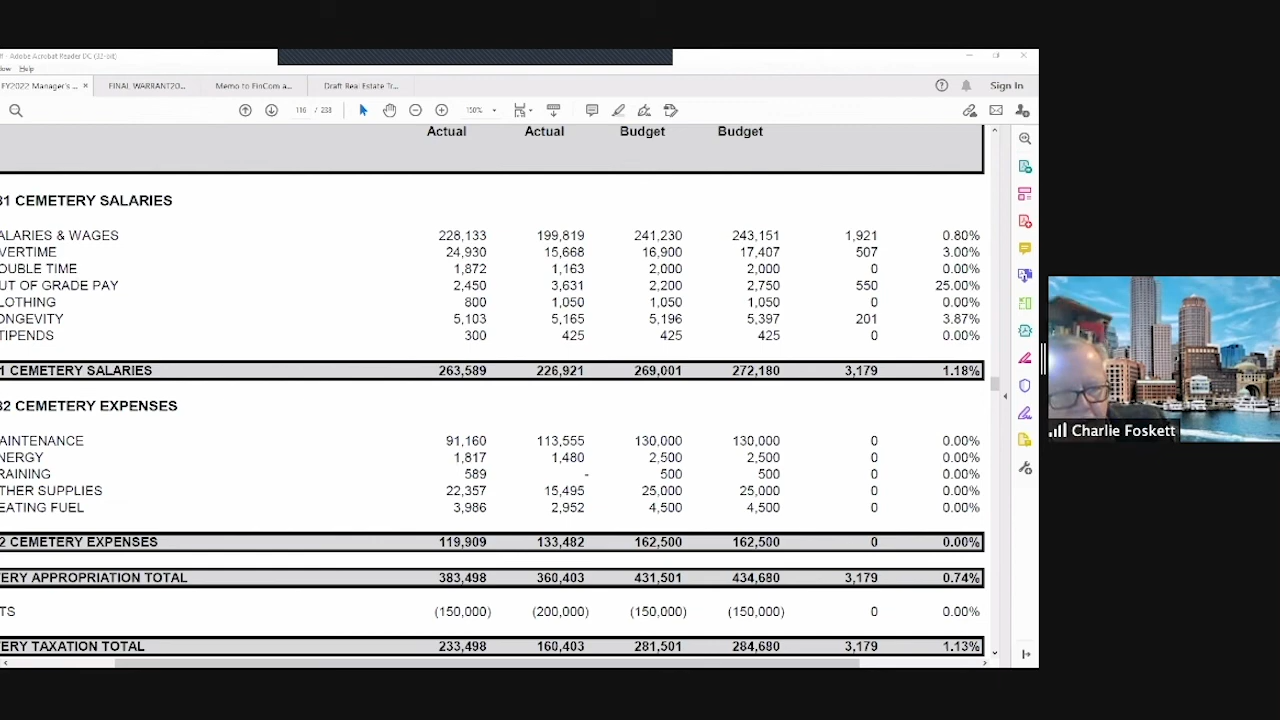 ff - Adobe Acrobat Reader DC (32-bit)
ow Help
FY2022 Manager's ... × FINAL WARRANT20... Memo to FinCom a... Draft Real Estate Tr... Sign In
116 / 233 150%
Actual Actual Budget Budget
31 CEMETERY SALARIES
ALARIES & WAGES 228,133 199,819 241,230 243,151 1,921 0.80%
VERTIME 24,930 15,668 16,900 17,407 507 3.00%
OUBLE TIME 1,872 1,163 2,000 2,000 0 0.00%
UT OF GRADE PAY 2,450 3,631 2,200 2,750 550 25.00%
LOTHING 800 1,050 1,050 1,050 0 0.00%
ONGEVITY 5,103 5,165 5,196 5,397 201 3.87%
TIPENDS 300 425 425 425 0 0.00%
1 CEMETERY SALARIES 263,589 226,921 269,001 272,180 3,179 1.18%
32 CEMETERY EXPENSES
AINTENANCE 91,160 113,555 130,000 130,000 0 0.00%
NERGY 1,817 1,480 2,500 2,500 0 0.00%
RAINING 589 - 500 500 0 0.00%
THER SUPPLIES 22,357 15,495 25,000 25,000 0 0.00%
EATING FUEL 3,986 2,952 4,500 4,500 0 0.00%
2 CEMETERY EXPENSES 119,909 133,482 162,500 162,500 0 0.00%
ERY APPROPRIATION TOTAL 383,498 360,403 431,501 434,680 3,179 0.74%
TS (150,000) (200,000) (150,000) (150,000) 0 0.00%
ERY TAXATION TOTAL 233,498 160,403 281,501 284,680 3,179 1.13%
Charlie Foskett